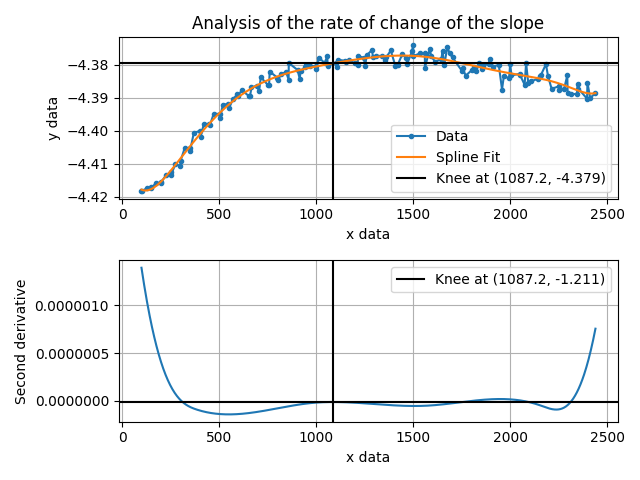 Analysis of the rate of change of the slope
−4.38
−4.39
−4.40
−4.41
−4.42
y data
Data
Spline Fit
Knee at (1087.2, -4.379)
0
500
1000
1500
2000
2500
x data
Knee at (1087.2, -1.211)
0.0000010
0.0000005
0.0000000
Second derivative
0
500
1000
1500
2000
2500
x data